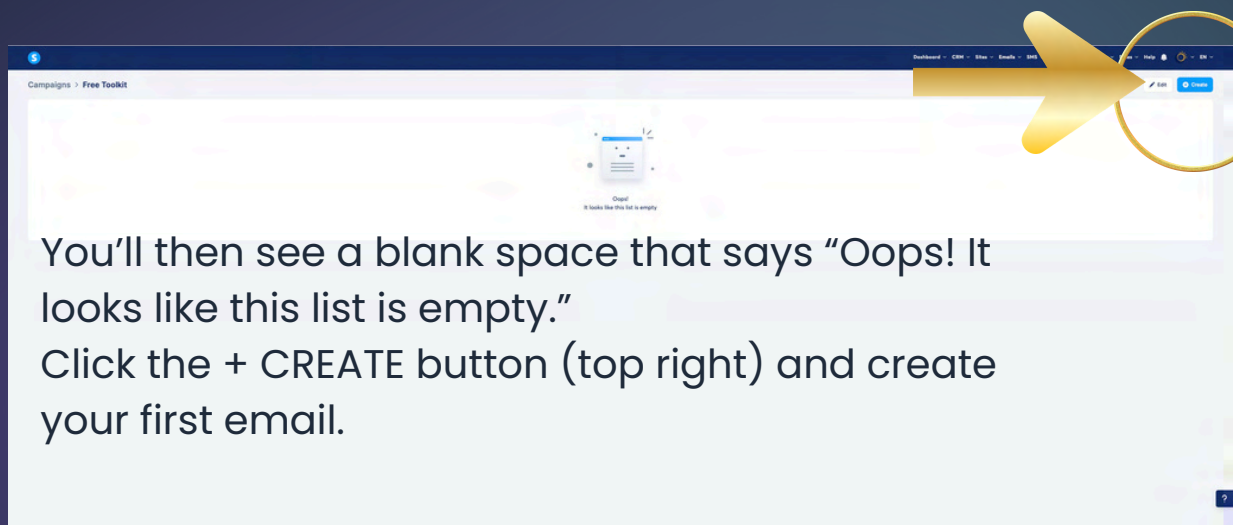 S
Dashboard CRM Sites Emails SMS Help EN
Campaigns > Free Toolkit
Edit Create
Oops!
It looks like this list is empty
You’ll then see a blank space that says “Oops! It
looks like this list is empty.”
Click the + CREATE button (top right) and create
your first email.
?